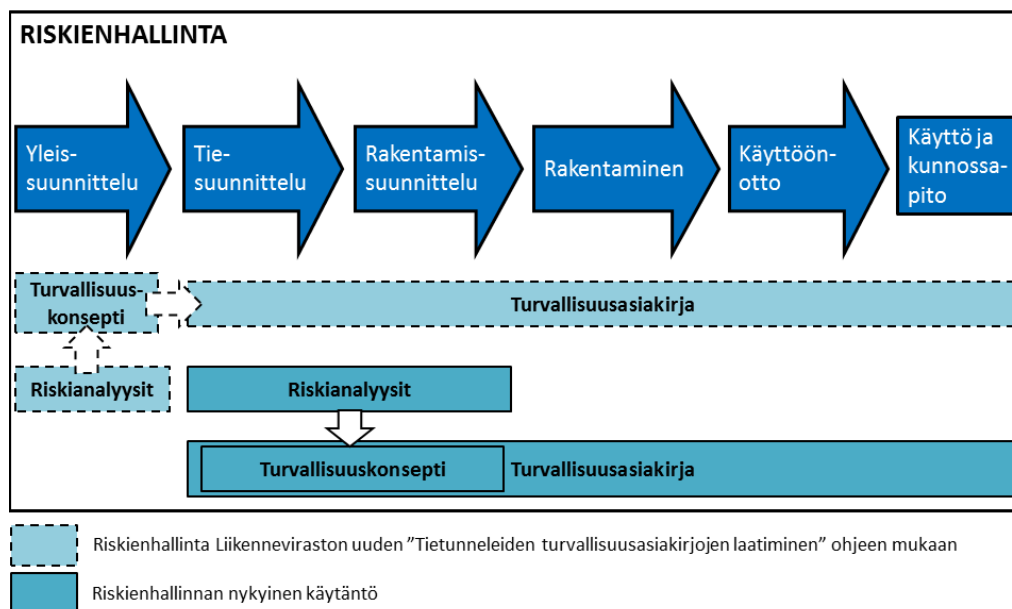 RISKIENHALLINTA
Yleis-
suunnittelu
Tie-
suunnittelu
Rakentamis-
suunnittelu
Rakentaminen
Käyttöön-
otto
Käyttö ja
kunnossa-
pito
Turvallisuus-
konsepti
Turvallisuusasiakirja
Riskianalyysit
Riskianalyysit
Turvallisuuskonsepti
Turvallisuusasiakirja
Riskienhallinta Liikenneviraston uuden ”Tietunneleiden turvallisuusasiakirjojen laatiminen” ohjeen mukaan
Riskienhallinnan nykyinen käytäntö